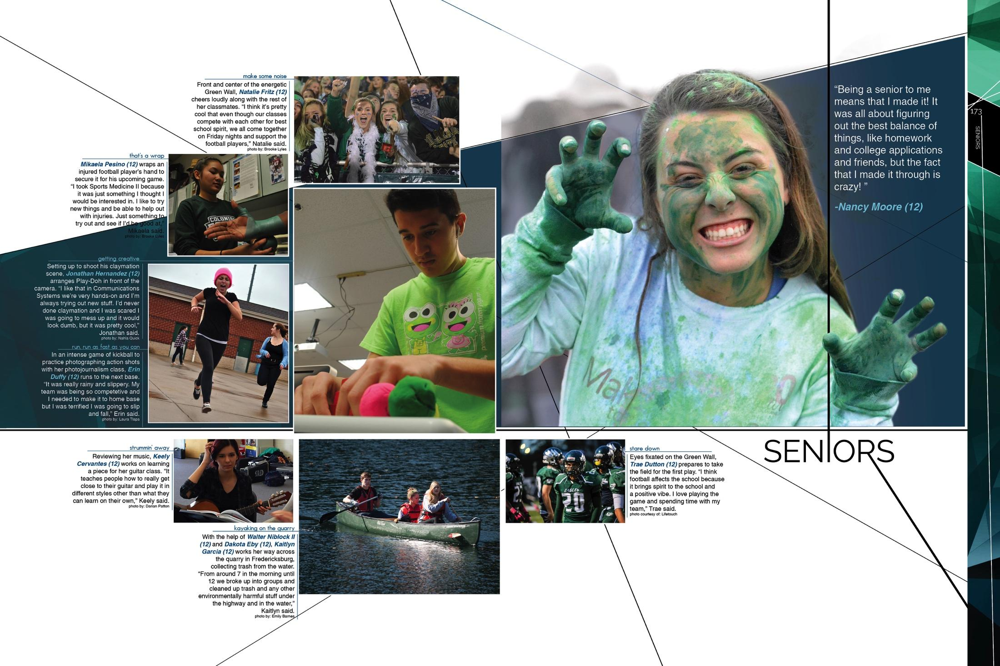 make some noise
Front and center of the energetic
Green Wall, Natalie Fritz (12)
cheers loudly along with the rest of
her classmates. “I think it’s pretty
cool that even though our classes
compete with each other for best
school spirit, we all come together
on Friday nights and support the
football players,” Natalie said.
photo by: Brooke Lyles
that’s a wrap
Mikaela Pesino (12) wraps an
injured football player’s hand to
secure it for his upcoming game.
“I took Sports Medicine II because
it was just something I thought I
would be interested in. I like to try
new things and be able to help out
with injuries. Just something to
try out and see if I’d be good at,”
Mikaela said.
photo by: Brooke Lyles
COLONIAL
getting creative
Setting up to shoot his claymation
scene, Jonathan Hernandez (12)
arranges Play-Doh in front of the
camera. “I like that in Communications
Systems we’re very hands-on and I’m
always trying out new stuff. I’d never
done claymation and I was scared I
was going to mess up and it would
look dumb, but it was pretty cool,”
Jonathan said.
photo by: Nahla Quick
run, run as fast as you can
In an intense game of kickball to
practice photographing action shots
with her photojournalism class, Erin
Duffy (12) runs to the next base.
“It was really rainy and slippery. My
team was being so competetive and
I needed to make it to home base
but I was terrified I was going to slip
and fall,” Erin said.
photo by: Laura Tlapa
premium frozen yogurt
Mak
“Being a senior to me
means that I made it! It
was all about figuring
out the best balance of
things, like homework
and college applications
and friends, but the fact
that I made it through is
crazy! ”
-Nancy Moore (12)
173
SENIORS
strummin’ away
Reviewing her music, Keely
Cervantes (12) works on learning
a piece for her guitar class. “It
teaches people how to really get
close to their guitar and play it in
different styles other than what they
can learn on their own,” Keely said.
photo by: Darian Patton
kayaking on the quarry
With the help of Walter Niblock II
(12) and Dakota Eby (12), Kaitlyn
Garcia (12) works her way across
the quarry in Fredericksburg,
collecting trash from the water.
“From around 7 in the morning until
12 we broke up into groups and
cleaned up trash and any other
environmentally harmful stuff under
the highway and in the water,”
Kaitlyn said.
photo by: Emily Barnes
EAGLES
20
stare down
Eyes fixated on the Green Wall,
Trae Dutton (12) prepares to take
the field for the first play. “I think
football affects the school because
it brings spirit to the school and
a positive vibe. I love playing the
game and spending time with my
team,” Trae said.
photo courtesy of: Lifetouch
SENIORS